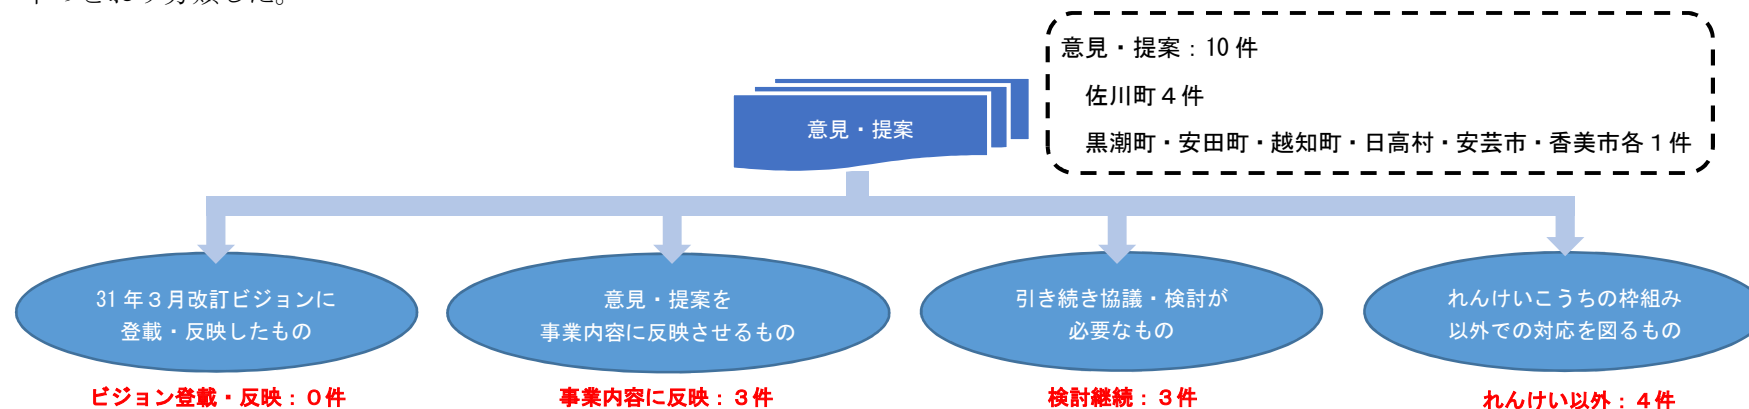 意見・提案：10件
佐川町４件
黒潮町・安田町・越知町・日高村・安芸市・香美市各１件
意見・提案
31年３月改訂ビジョンに
登載・反映したもの
意見・提案を
事業内容に反映させるもの
引き続き協議・検討が
必要なもの
れんけいこうちの枠組み
以外での対応を図るもの
ビジョン登載・反映：０件
事業内容に反映：３件
検討継続：３件
れんけい以外：４件